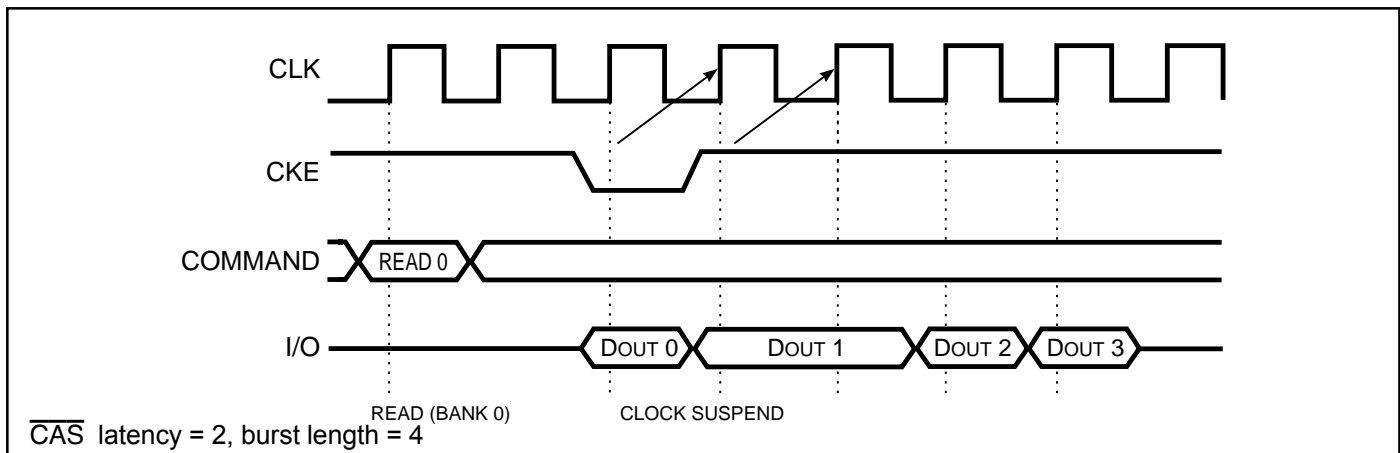 CLK
CKE
COMMAND READ 0
I/O DOUT 0 DOUT 1 DOUT 2 DOUT 3
READ (BANK 0) CLOCK SUSPEND
CAS latency = 2, burst length = 4